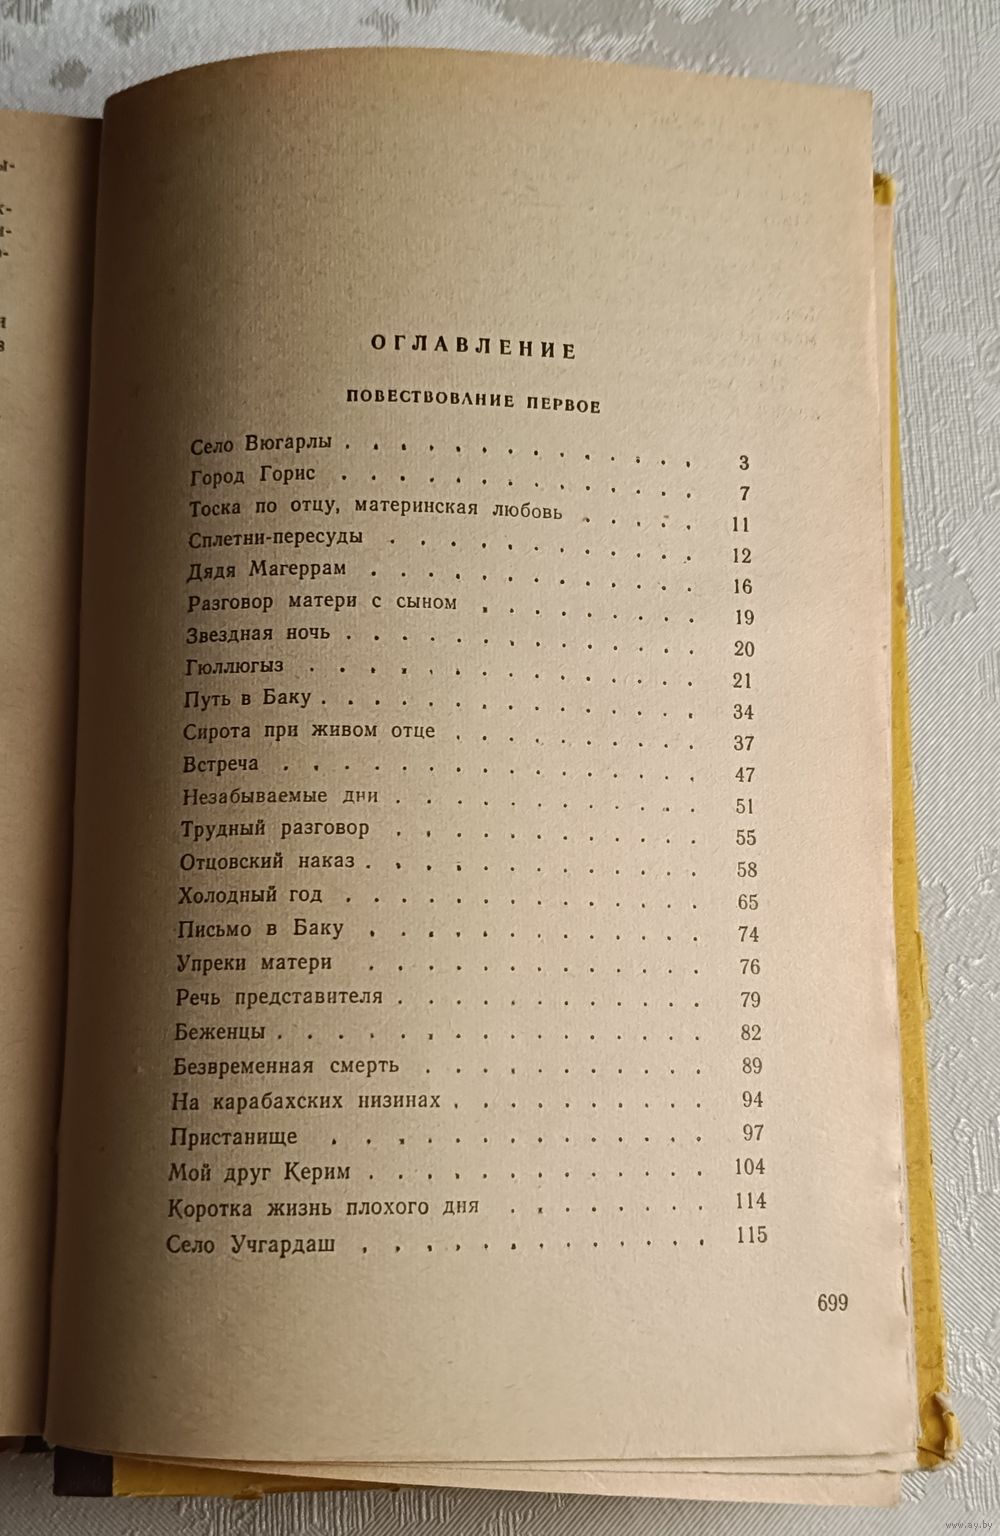 ОГЛАВЛЕНИЕ
ПОВЕСТВОВАНИЕ ПЕРВОЕ
Село Вюгарлы . . . . . . . . . . . . . 3
Город Горис . . . . . . . . . . . . . 7
Тоска по отцу, материнская любовь . . . . . 11
Сплетни-пересуды . . . . . . . . . . . 12
Дядя Магеррам . . . . . . . . . . . . 16
Разговор матери с сыном . . . . . . . . 19
Звездная ночь . . . . . . . . . . . . . 20
Гюллюгыз . . . . . . . . . . . . . . 21
Путь в Баку . . . . . . . . . . . . . . 34
Сирота при живом отце . . . . . . . . . 37
Встреча . . . . . . . . . . . . . . . 47
Незабываемые дни . . . . . . . . . . . 51
Трудный разговор . . . . . . . . . . . 55
Отцовский наказ . . . . . . . . . . . . 58
Холодный год . . . . . . . . . . . . . 65
Письмо в Баку . . . . . . . . . . . . 74
Упреки матери . . . . . . . . . . . . 76
Речь представителя . . . . . . . . . . . 79
Беженцы . . . . . . . . . . . . . . . 82
Безвременная смерть . . . . . . . . . . 89
На карабахских низинах . . . . . . . . . 94
Пристанище . . . . . . . . . . . . . 97
Мой друг Керим . . . . . . . . . . . . 104
Коротка жизнь плохого дня . . . . . . . 114
Село Учгардаш . . . . . . . . . . . . 115
699
www.ay.by